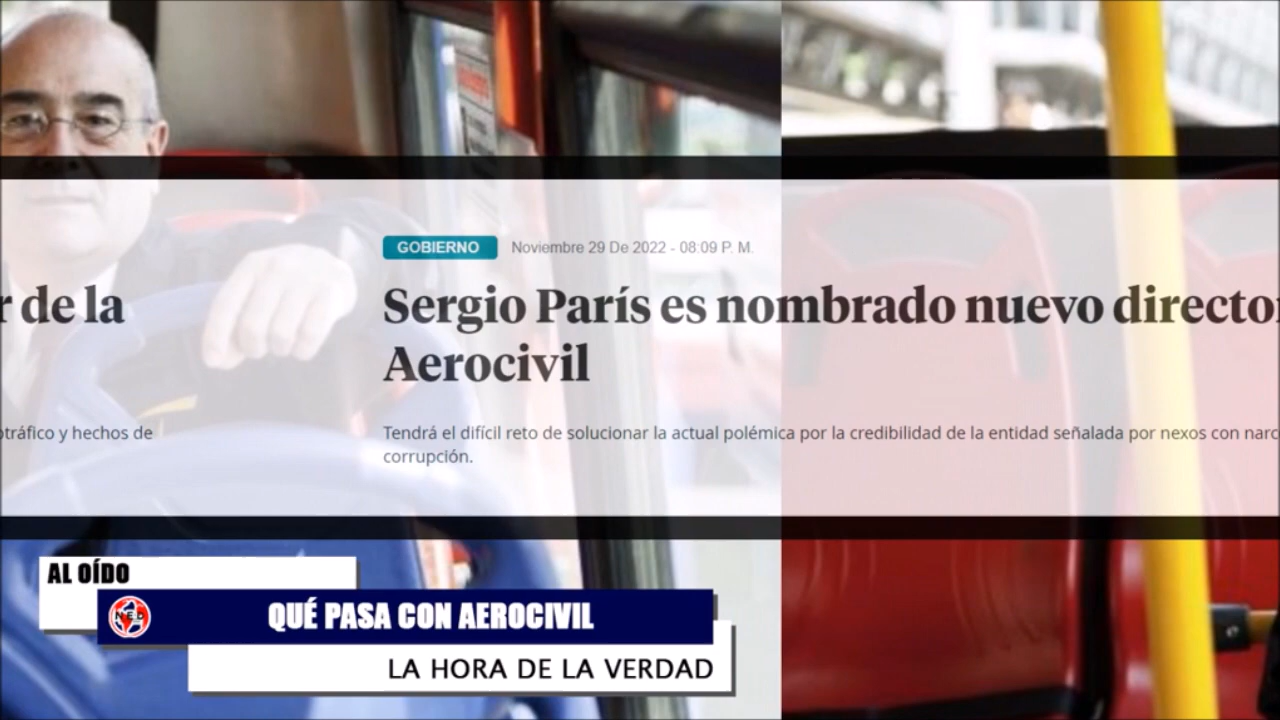 GOBIERNO Noviembre 29 De 2022 - 08:09 P. M.
r de la
Sergio París es nombrado nuevo director
Aerocivil
otráfico y hechos de
Tendrá el difícil reto de solucionar la actual polémica por la credibilidad de la entidad señalada por nexos con narc
corrupción.
AL OÍDO
QUÉ PASA CON AEROCIVIL
LA HORA DE LA VERDAD